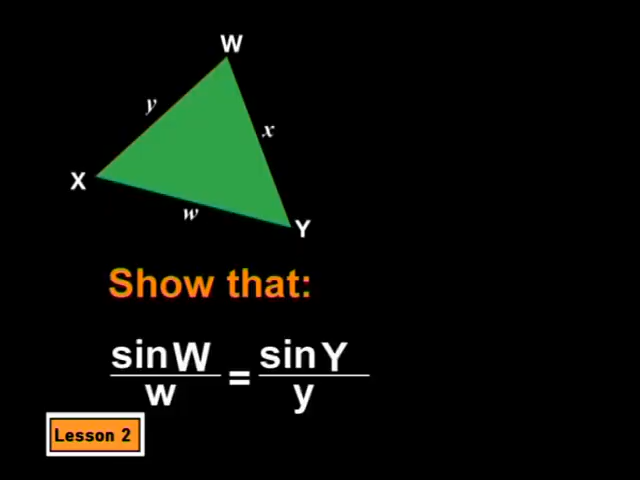 W
y
x
X
w
Y
Show that:
sin W = sin Y
w y
Lesson 2